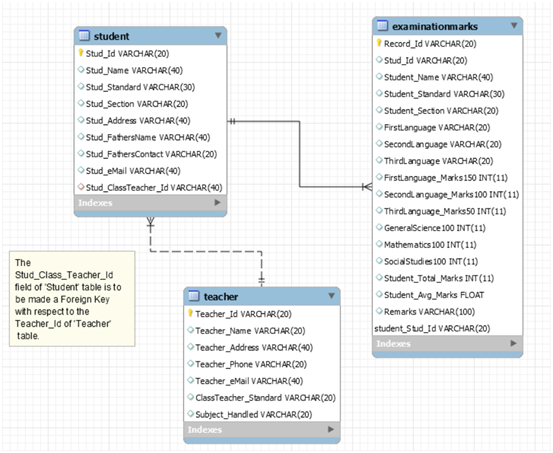 student
Stud_Id VARCHAR(20)
Stud_Name VARCHAR(40)
Stud_Standard VARCHAR(30)
Stud_Section VARCHAR(20)
Stud_Address VARCHAR(40)
Stud_FathersName VARCHAR(40)
Stud_FathersContact VARCHAR(20)
Stud_eMail VARCHAR(40)
Stud_ClassTeacher_Id VARCHAR(40)
Indexes
examinationmarks
Record_Id VARCHAR(20)
Stud_Id VARCHAR(20)
Student_Name VARCHAR(40)
Student_Standard VARCHAR(30)
Student_Section VARCHAR(20)
FirstLanguage VARCHAR(20)
SecondLanguage VARCHAR(20)
ThirdLanguage VARCHAR(20)
FirstLanguage_Marks150 INT(11)
SecondLanguage_Marks100 INT(11)
ThirdLanguage_Marks50 INT(11)
GeneralScience100 INT(11)
Mathematics100 INT(11)
SocialStudies100 INT(11)
Student_Total_Marks INT(11)
Student_Avg_Marks FLOAT
Remarks VARCHAR(100)
student_Stud_Id VARCHAR(20)
Indexes
The
Stud_Class_Teacher_Id
field of 'Student' table is to
be made a Foreign Key
with respect to the
Teacher_Id of 'Teacher'
table.
teacher
Teacher_Id VARCHAR(20)
Teacher_Name VARCHAR(20)
Teacher_Address VARCHAR(40)
Teacher_Phone VARCHAR(20)
Teacher_eMail VARCHAR(40)
ClassTeacher_Standard VARCHAR(20)
Subject_Handled VARCHAR(20)
Indexes